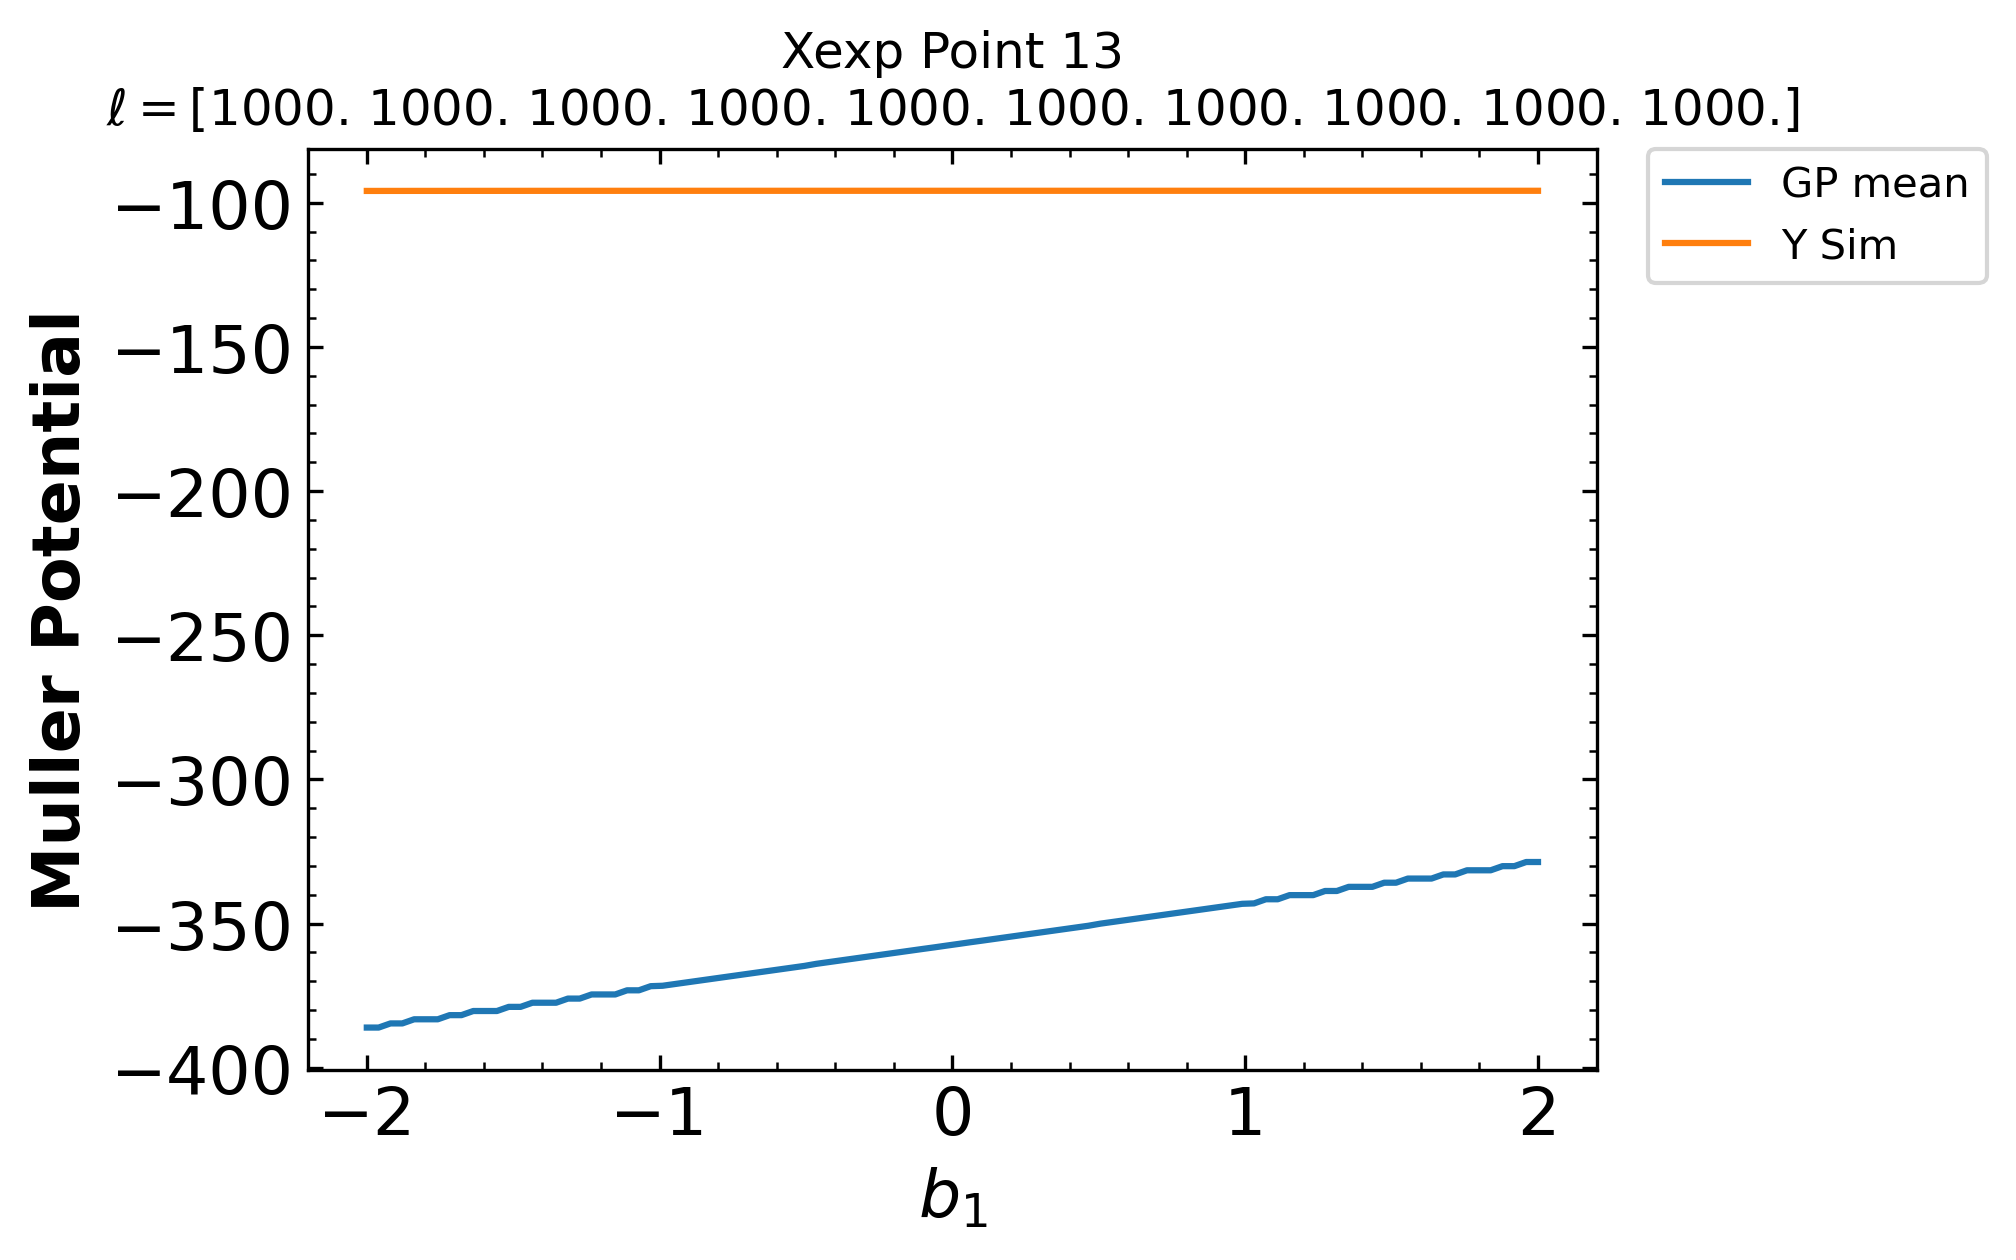 Xexp Point 13
ℓ = [1000. 1000. 1000. 1000. 1000. 1000. 1000. 1000. 1000. 1000.]
GP mean
Y Sim
Muller Potential
−100
−150
−200
−250
−300
−350
−400
−2 −1 0 1 2
b₁